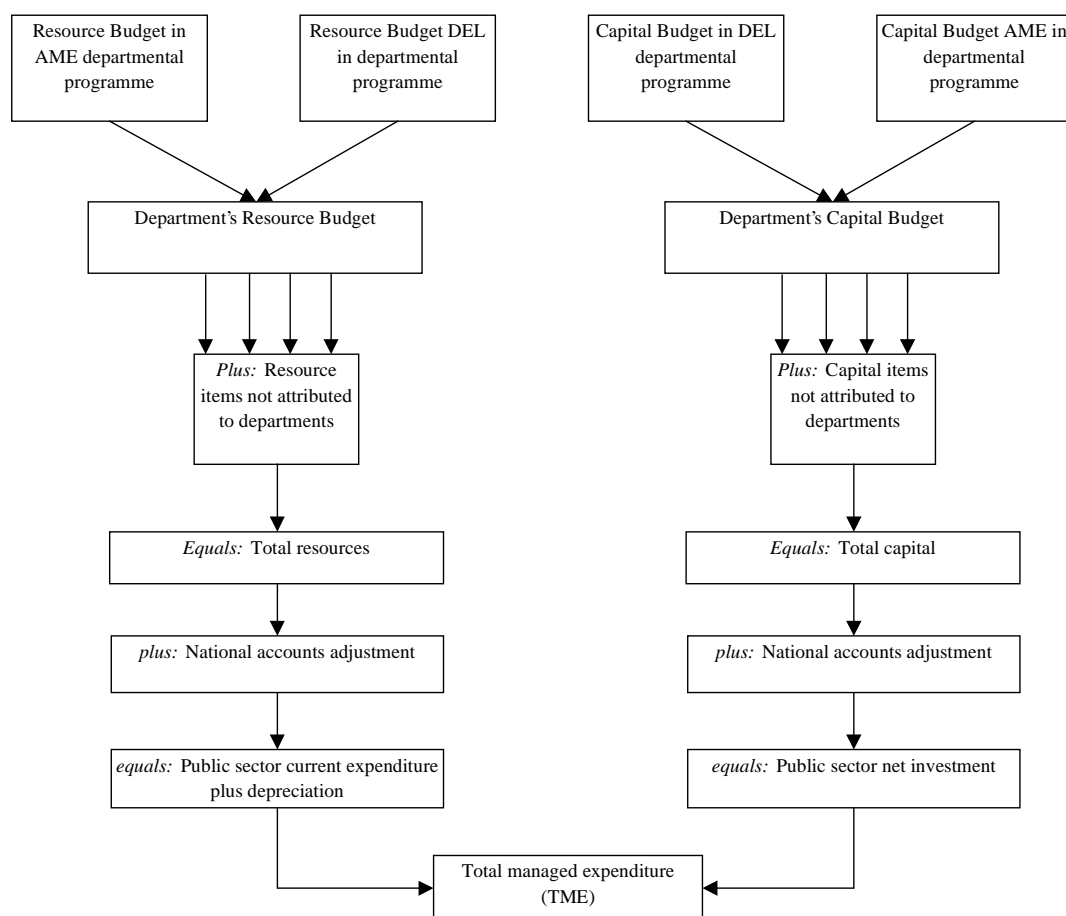 Resource Budget in
AME departmental
programme
Resource Budget DEL
in departmental
programme
Capital Budget in DEL
departmental
programme
Capital Budget AME in
departmental
programme
Department’s Resource Budget
Department’s Capital Budget
Plus: Resource
items not attributed
to departments
Plus: Capital items
not attributed to
departments
Equals: Total resources
Equals: Total capital
plus: National accounts adjustment
plus: National accounts adjustment
equals: Public sector current expenditure
plus depreciation
equals: Public sector net investment
Total managed expenditure
(TME)